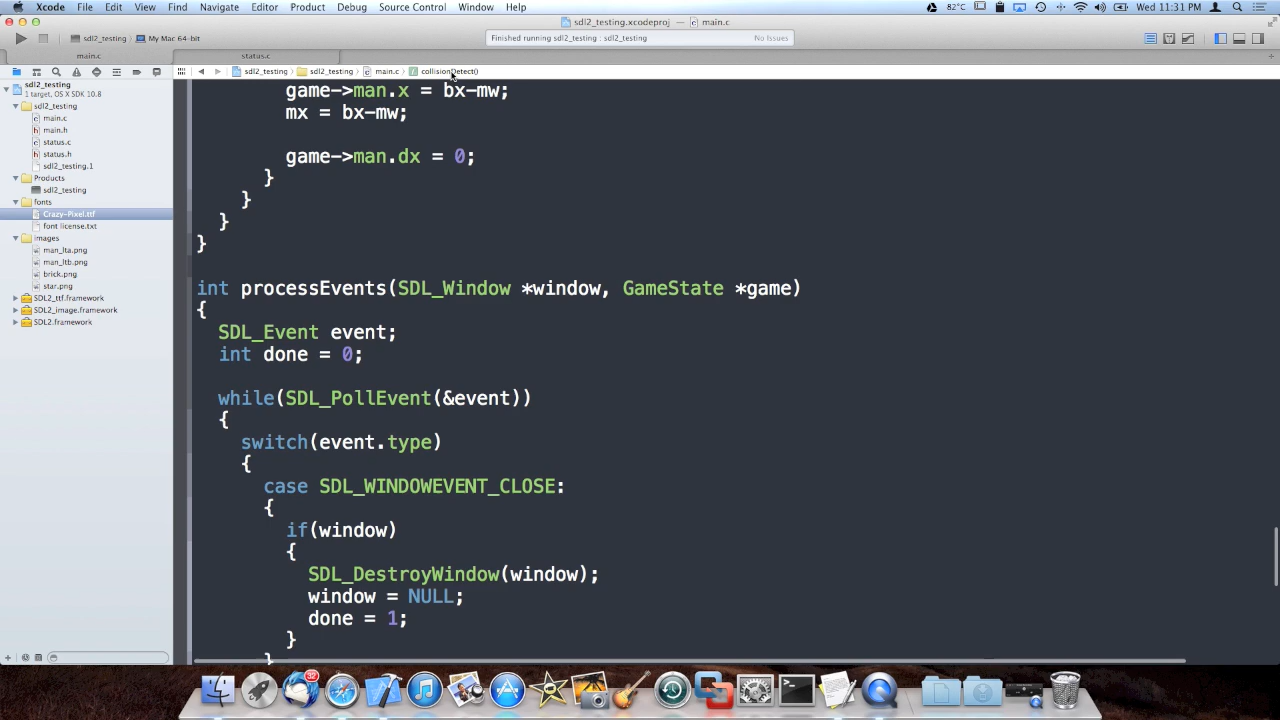 Xcode File Edit View Find Navigate Editor Product Debug Source Control Window Help
82°C Wed 11:31 PM
sdl2_testing.xcodeproj — main.c
sdl2_testing My Mac 64-bit
Finished running sdl2_testing : sdl2_testing No Issues
main.c status.c
sdl2_testing sdl2_testing main.c collisionDetect()
sdl2_testing
1 target, OS X SDK 10.8
sdl2_testing
main.c
main.h
status.c
status.h
sdl2_testing.1
Products
sdl2_testing
fonts
Crazy-Pixel.ttf
font license.txt
images
man_lta.png
man_ltb.png
brick.png
star.png
SDL2_ttf.framework
SDL2_image.framework
SDL2.framework
game->man.x = bx-mw;
mx = bx-mw;
game->man.dx = 0;
}
}
}
}
int processEvents(SDL_Window *window, GameState *game)
{
SDL_Event event;
int done = 0;
while(SDL_PollEvent(&event))
{
switch(event.type)
{
case SDL_WINDOWEVENT_CLOSE:
{
if(window)
{
SDL_DestroyWindow(window);
window = NULL;
done = 1;
}
}
32